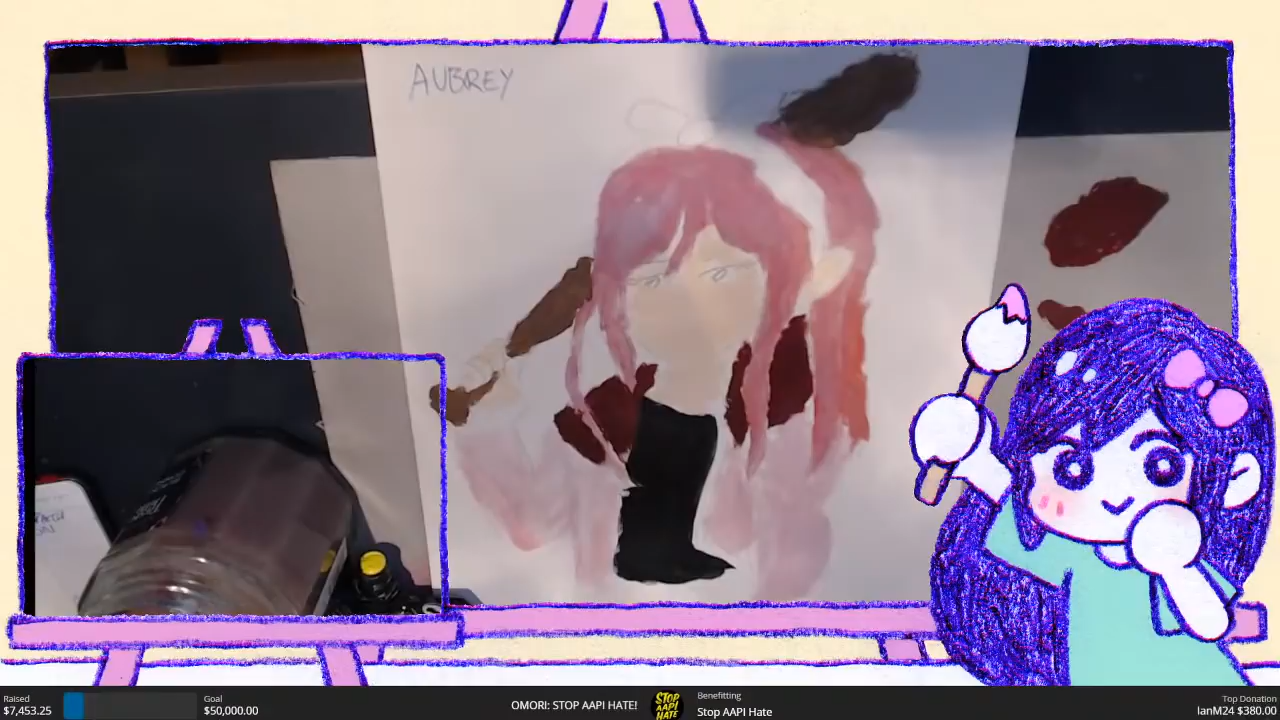 AUBREY
Raised
$7,453.25
Goal
$50,000.00
OMORI: STOP AAPI HATE!
STOP
AAPI
HATE
Benefitting
Stop AAPI Hate
Top Donation
IanM24 $380.00